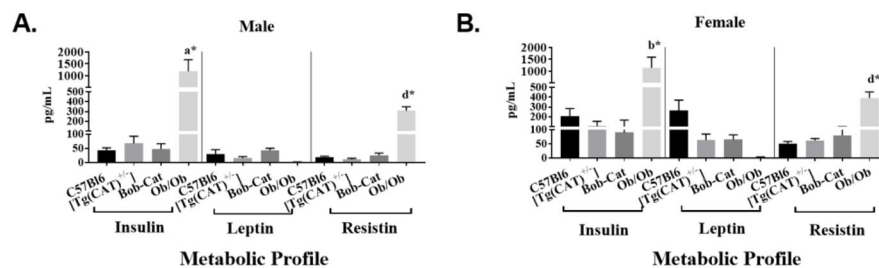 A.
Male
pg/mL
2000
1500
1000
500
500
400
300
200
100
100
50
0
a*
d*
C57Bl6
[Tg(CAT)+/-]
Bob-Cat
Ob/Ob
C57Bl6
[Tg(CAT)+/-]
Bob-Cat
Ob/Ob
C57Bl6
[Tg(CAT)+/-]
Bob-Cat
Ob/Ob
Insulin
Leptin
Resistin
Metabolic Profile
B.
Female
pg/mL
2000
1500
1000
500
500
400
300
200
100
100
50
0
b*
d*
C57Bl6
[Tg(CAT)+/-
Bob-Cat
Ob/Ob
C57Bl6
[Tg(CAT)+/-
Bob-Cat
Ob/Ob
C57Bl6
[Tg(CAT)+/-
Bob-Cat
Ob/Ob
Insulin
Leptin
Resistin
Metabolic Profile